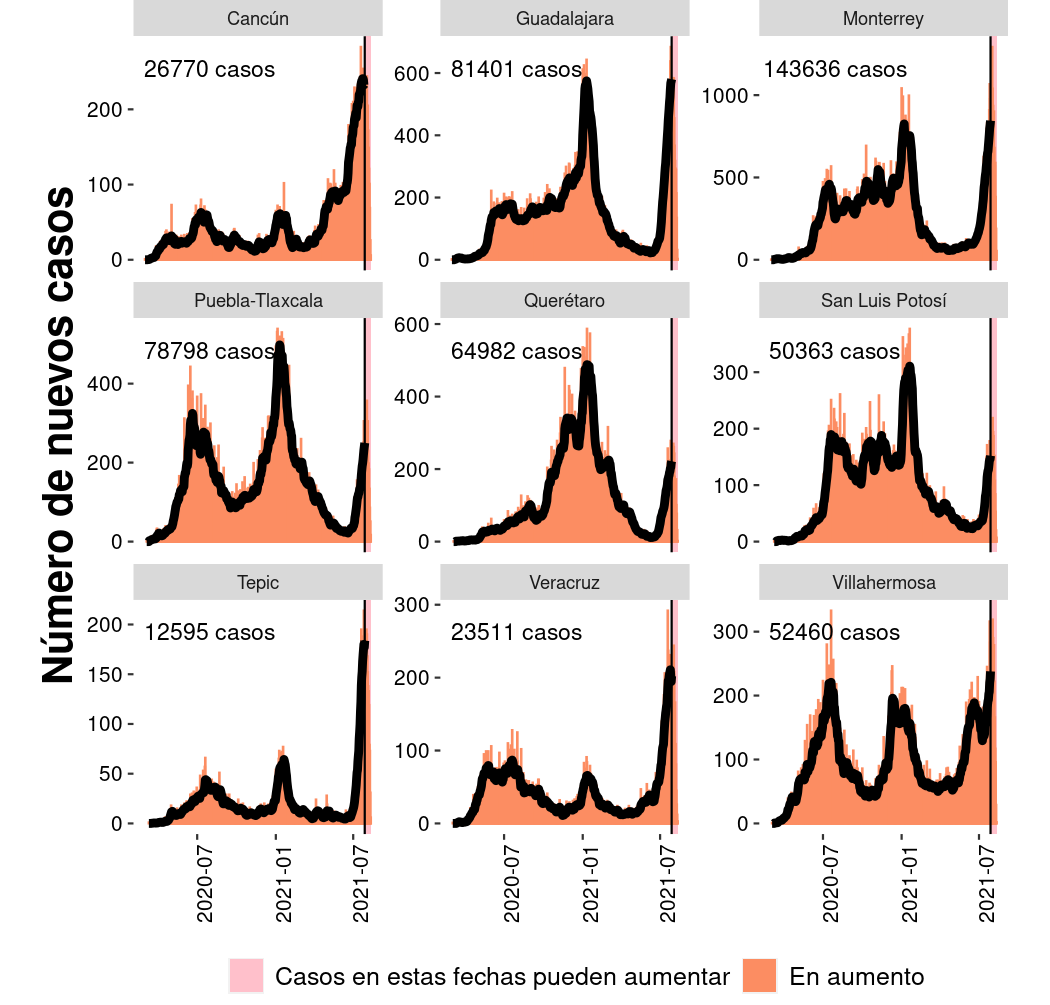 Número de nuevos casos
Cancún
26770 casos
200
100
0
Guadalajara
81401 casos
600
400
200
0
Monterrey
143636 casos
1000
500
0
Puebla-Tlaxcala
78798 casos
400
200
0
Querétaro
64982 casos
600
400
200
0
San Luis Potosí
50363 casos
300
200
100
0
Tepic
12595 casos
200
150
100
50
0
2020-07
2021-01
2021-07
Veracruz
23511 casos
300
200
100
0
2020-07
2021-01
2021-07
Villahermosa
52460 casos
300
200
100
0
2020-07
2021-01
2021-07
Casos en estas fechas pueden aumentar
En aumento